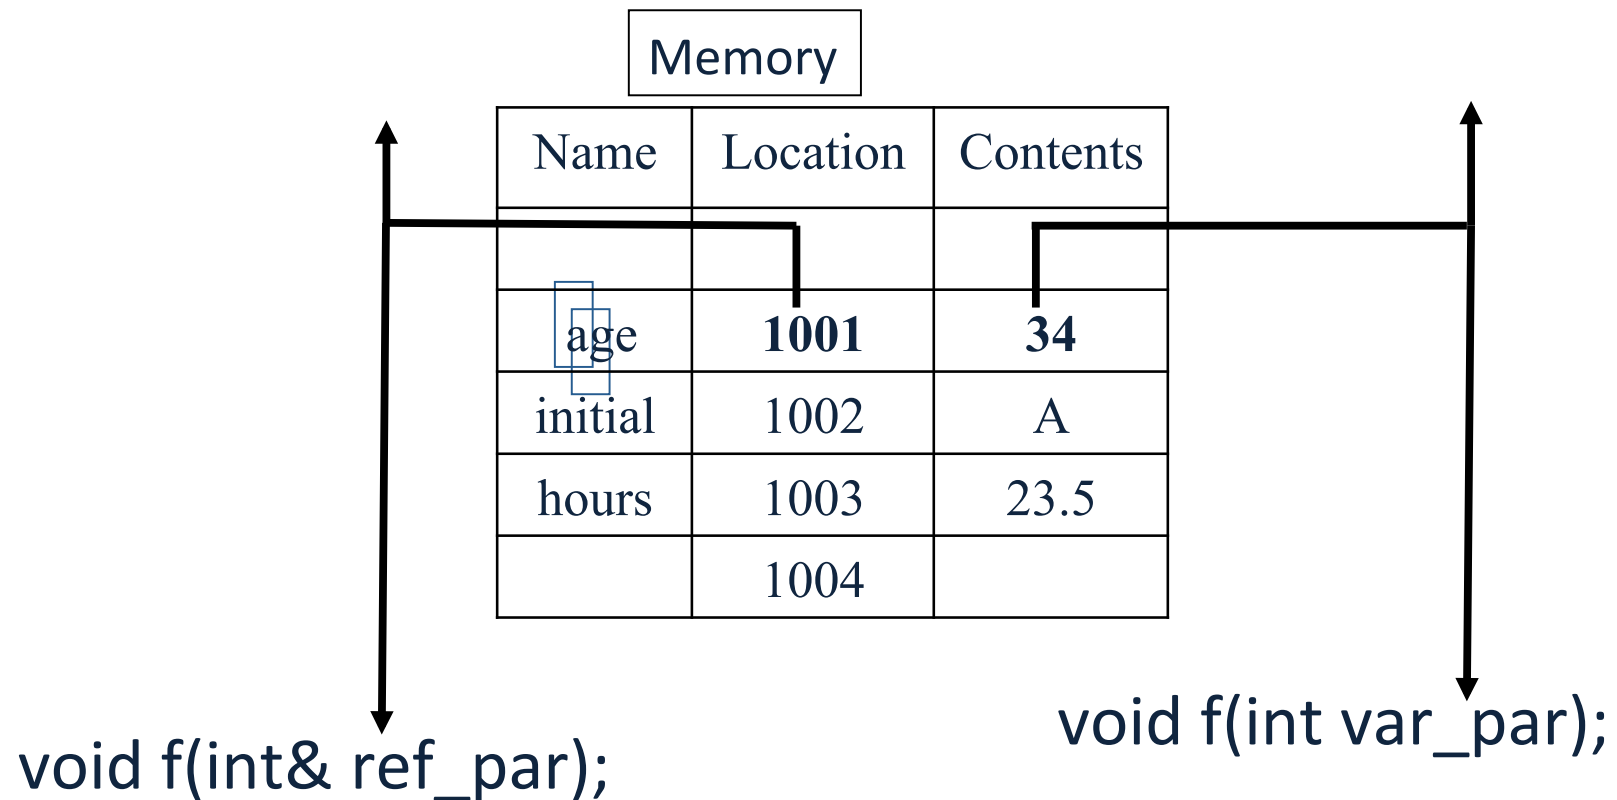 Memory
Name Location Contents
age 1001 34
initial 1002 A
hours 1003 23.5
1004
void f(int var_par);
void f(int& ref_par);